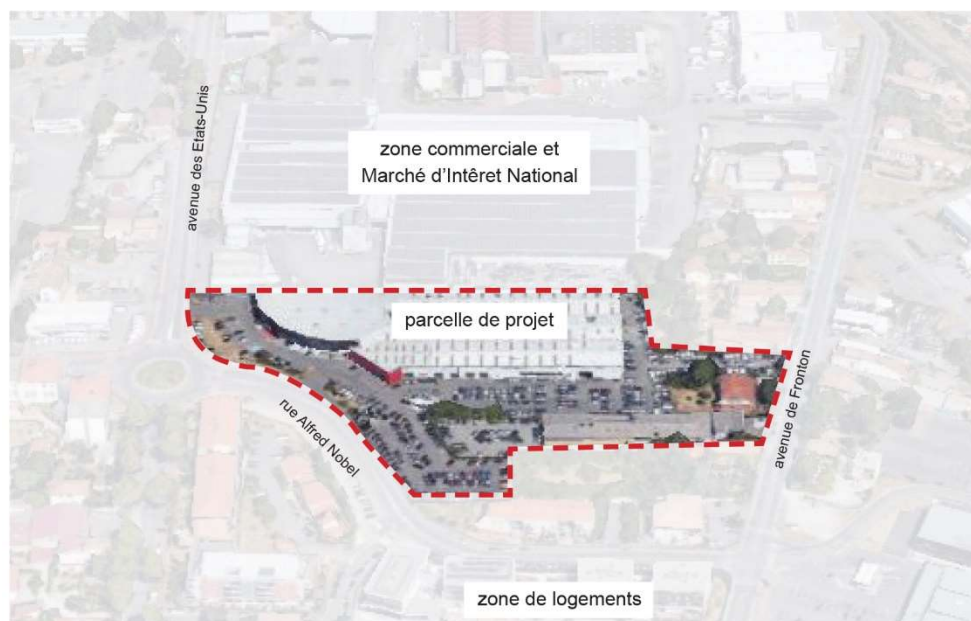 avenue des Etats-Unis
zone commerciale et
Marché d'Intêret National
parcelle de projet
rue Alfred Nobel
avenue de Fronton
zone de logements